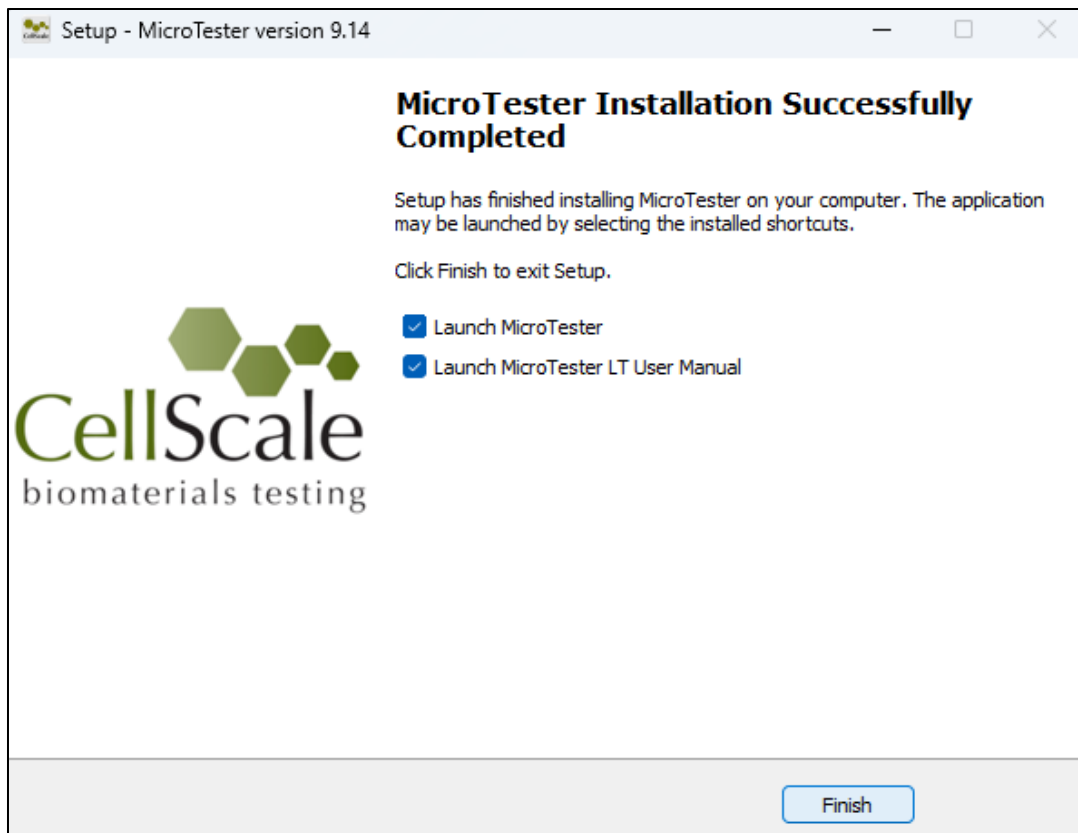 Setup - MicroTester version 9.14
MicroTester Installation Successfully
Completed
Setup has finished installing MicroTester on your computer. The application
may be launched by selecting the installed shortcuts.
Click Finish to exit Setup.
Launch MicroTester
Launch MicroTester LT User Manual
CellScale
biomaterials testing
Finish